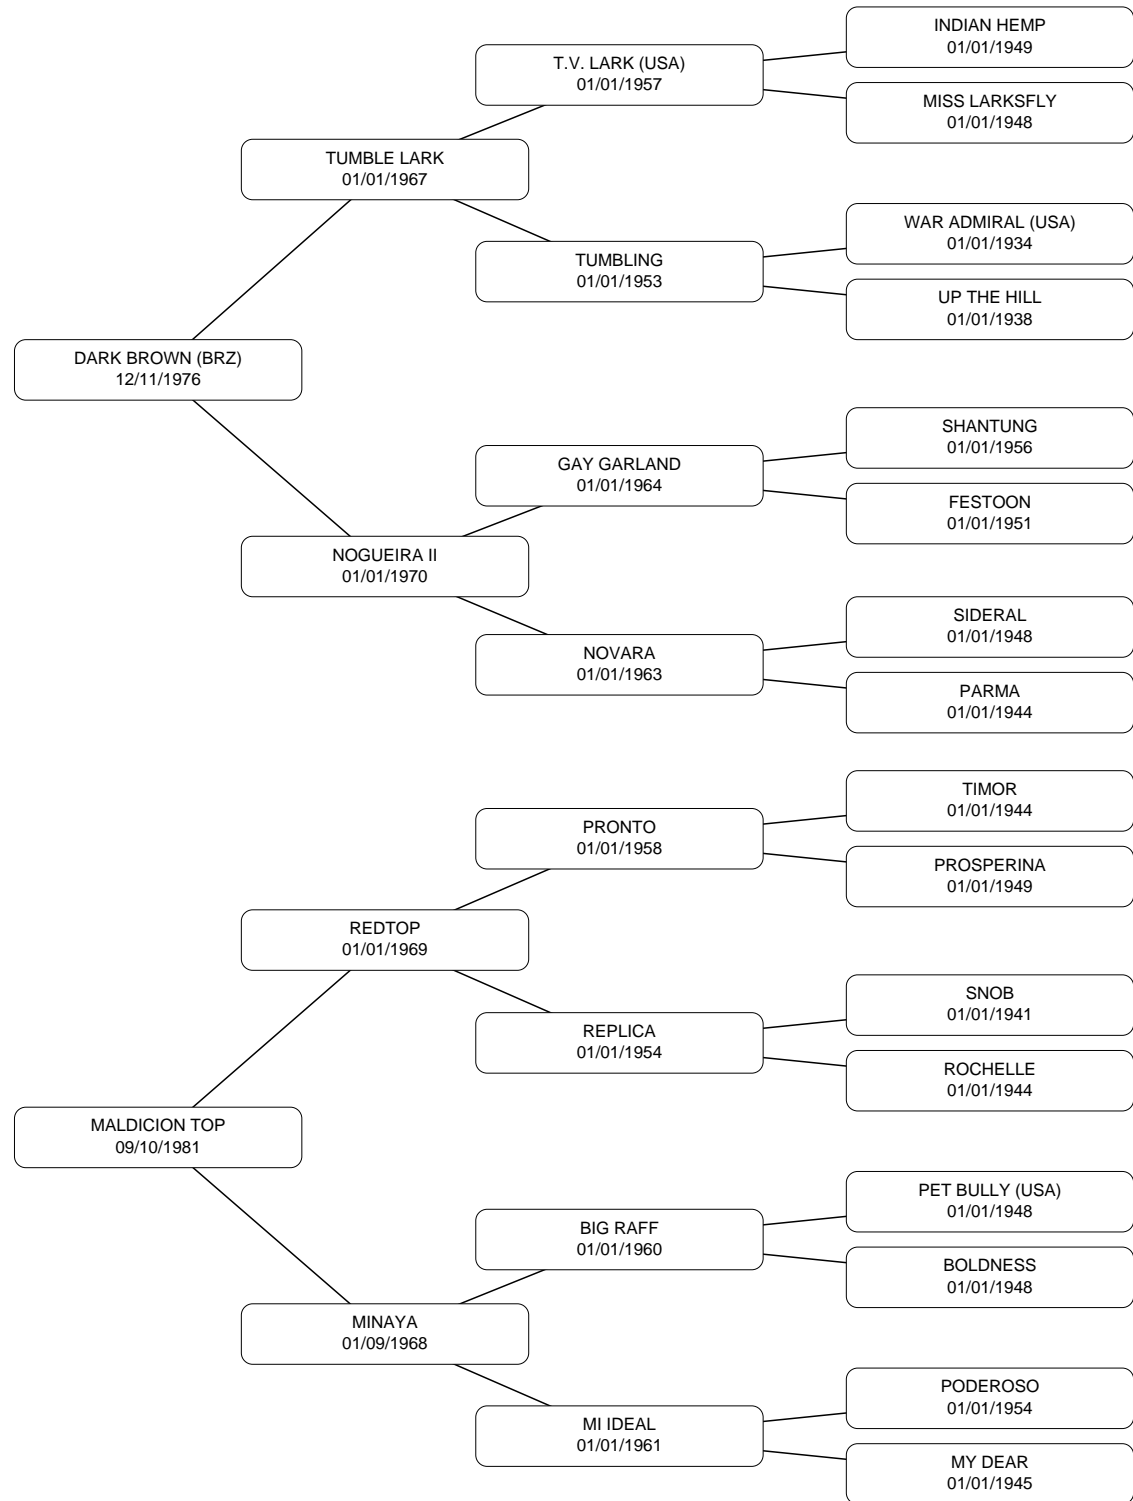 INDIAN HEMP
01/01/1949
T.V. LARK (USA)
01/01/1957
MISS LARKSFLY
01/01/1948
TUMBLE LARK
01/01/1967
WAR ADMIRAL (USA)
01/01/1934
TUMBLING
01/01/1953
UP THE HILL
01/01/1938
DARK BROWN (BRZ)
12/11/1976
SHANTUNG
01/01/1956
GAY GARLAND
01/01/1964
FESTOON
01/01/1951
NOGUEIRA II
01/01/1970
SIDERAL
01/01/1948
NOVARA
01/01/1963
PARMA
01/01/1944
TIMOR
01/01/1944
PRONTO
01/01/1958
PROSPERINA
01/01/1949
REDTOP
01/01/1969
SNOB
01/01/1941
REPLICA
01/01/1954
ROCHELLE
01/01/1944
MALDICION TOP
09/10/1981
PET BULLY (USA)
01/01/1948
BIG RAFF
01/01/1960
BOLDNESS
01/01/1948
MINAYA
01/09/1968
PODEROSO
01/01/1954
MI IDEAL
01/01/1961
MY DEAR
01/01/1945